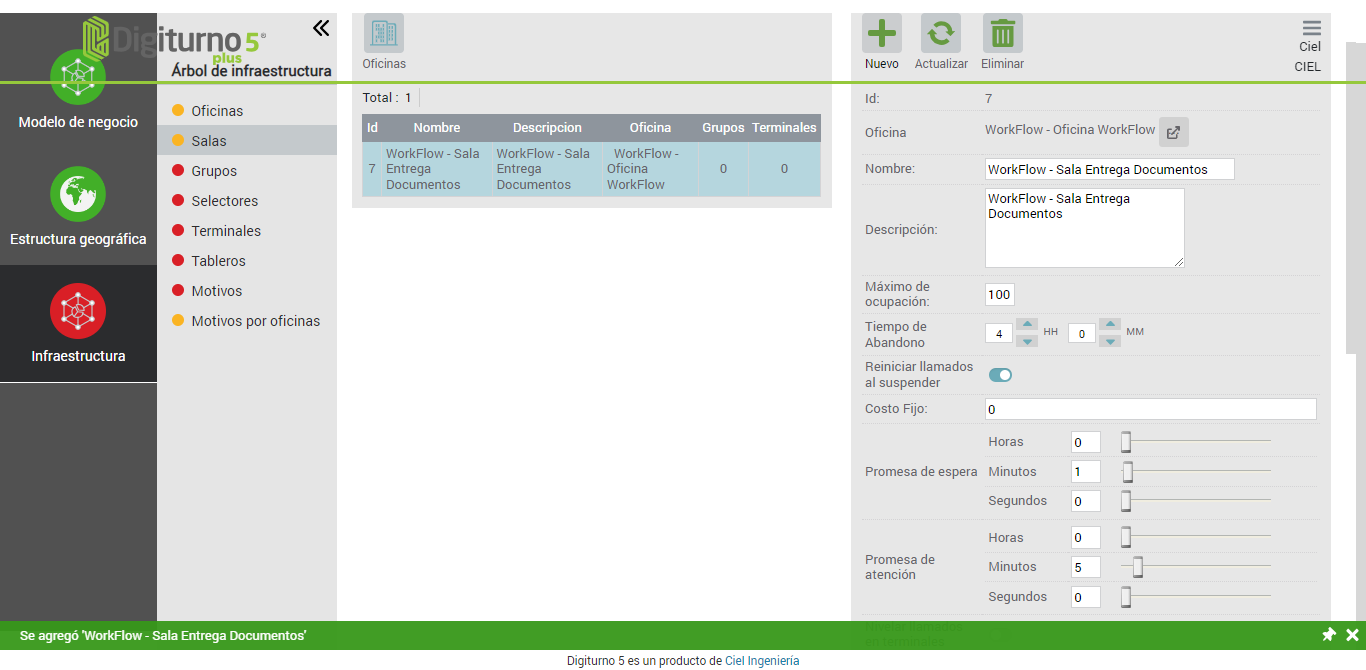 Digiturno 5®
plus
Árbol de infraestructura
Modelo de negocio
Estructura geográfica
Infraestructura
Oficinas
Salas
Grupos
Selectores
Terminales
Tableros
Motivos
Motivos por oficinas
Oficinas
Total : 1
Id Nombre Descripcion Oficina Grupos Terminales
7 WorkFlow - Sala Entrega Documentos WorkFlow - Sala Entrega Documentos WorkFlow - Oficina WorkFlow 0 0
Nuevo Actualizar Eliminar
Ciel
CIEL
Id: 7
Oficina WorkFlow - Oficina WorkFlow
Nombre: WorkFlow - Sala Entrega Documentos
Descripción: WorkFlow - Sala Entrega
Documentos
Máximo de
ocupación: 100
Tiempo de
Abandono 4 HH 0 MM
Reiniciar llamados
al suspender
Costo Fijo: 0
Promesa de espera
Horas 0
Minutos 1
Segundos 0
Promesa de
atención
Horas 0
Minutos 5
Segundos 0
Se agregó 'WorkFlow - Sala Entrega Documentos'
Digiturno 5 es un producto de Ciel Ingeniería